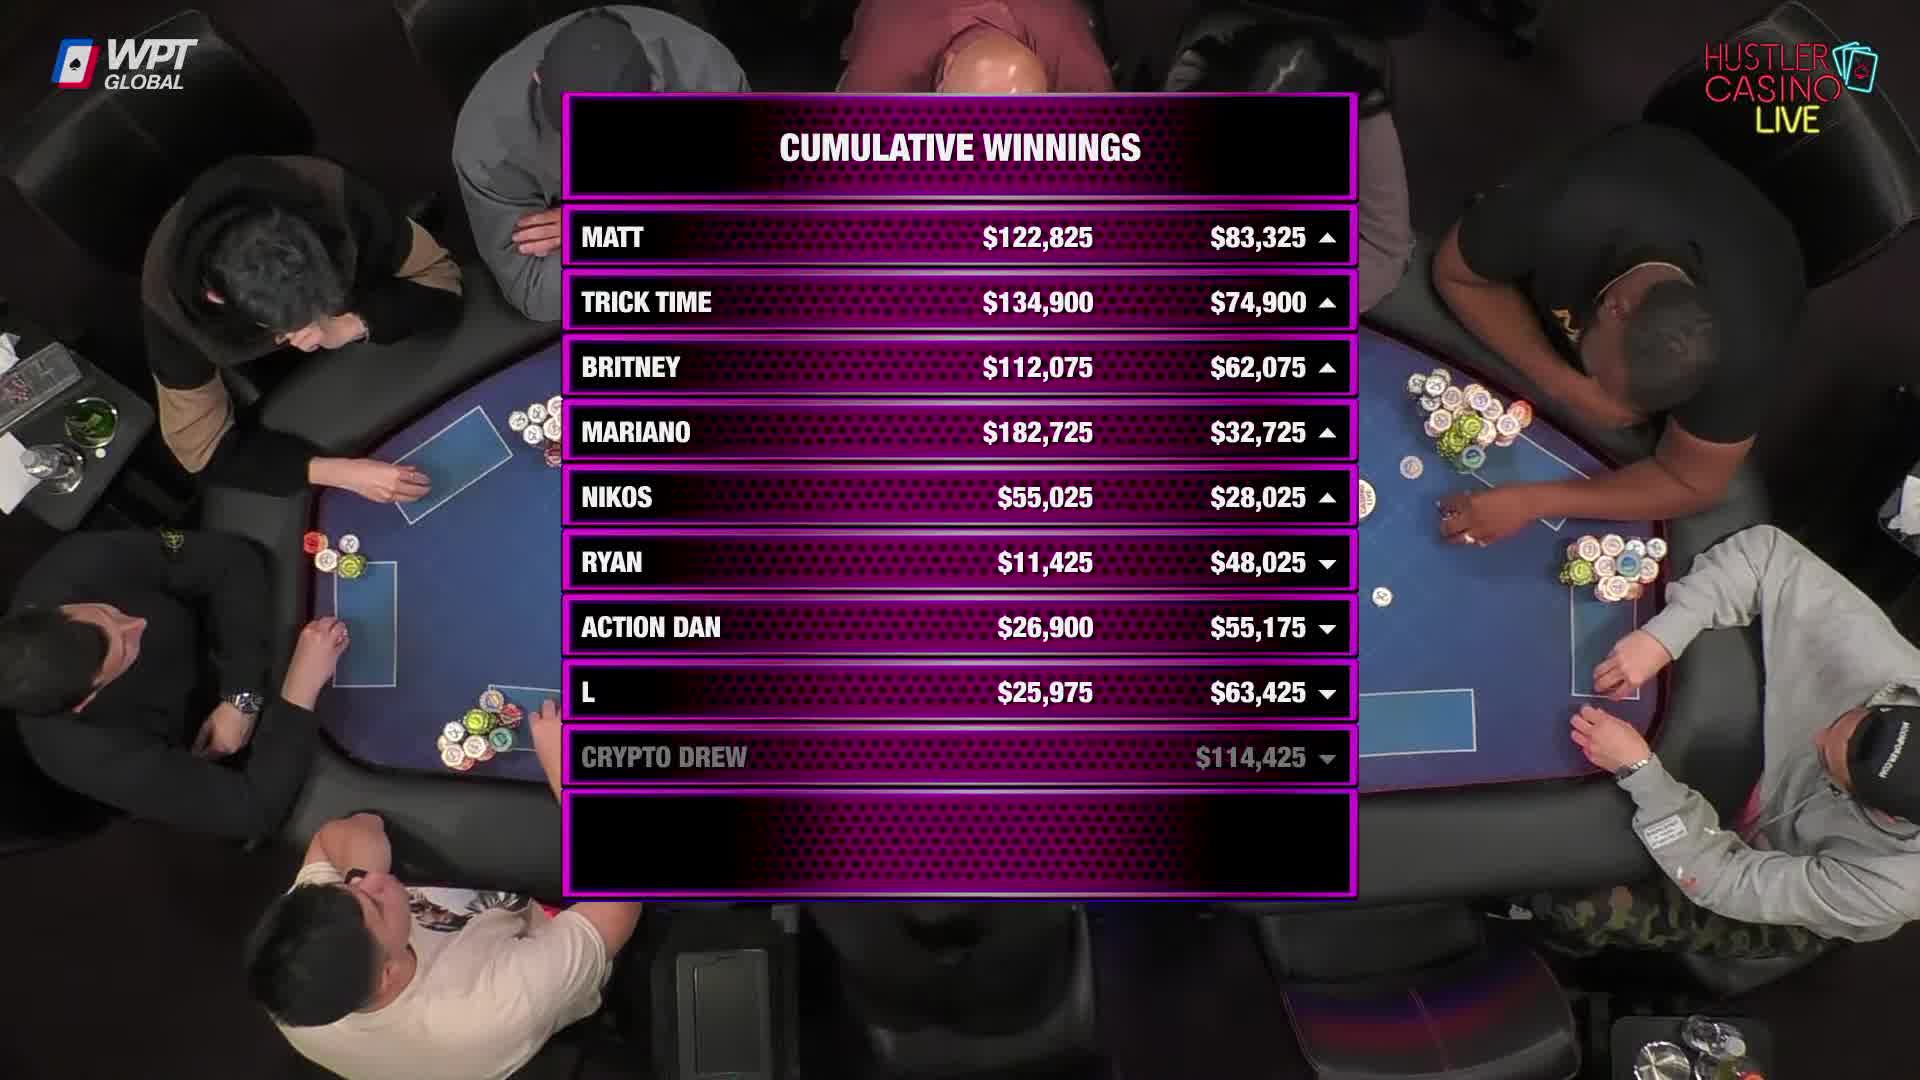 WPT
GLOBAL
HUSTLER
CASINO
LIVE
CUMULATIVE WINNINGS
MATT $122,825 $83,325
TRICK TIME $134,900 $74,900
BRITNEY $112,075 $62,075
MARIANO $182,725 $32,725
NIKOS $55,025 $28,025
RYAN $11,425 $48,025
ACTION DAN $26,900 $55,175
L $25,975 $63,425
CRYPTO DREW $114,425